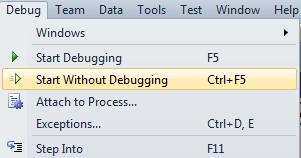 Debug Team Data Tools Test Window
Windows
Start Debugging F5
Start Without Debugging Ctrl+F5
Attach to Process...
Exceptions... Ctrl+D, E
Step Into F11